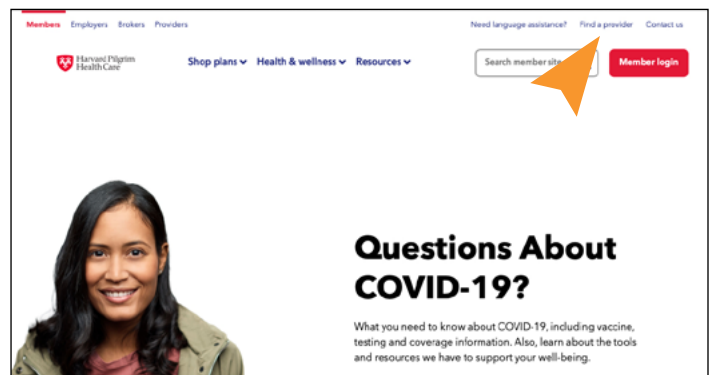 Members Employers Brokers Providers
Need language assistance? Find a provider Contact us
Harvard Pilgrim
HealthCare
Shop plans Health & wellness Resources
Search member site
Member login
Questions About
COVID-19?
What you need to know about COVID-19, including vaccine,
testing and coverage information. Also, learn about the tools
and resources we have to support your well-being.